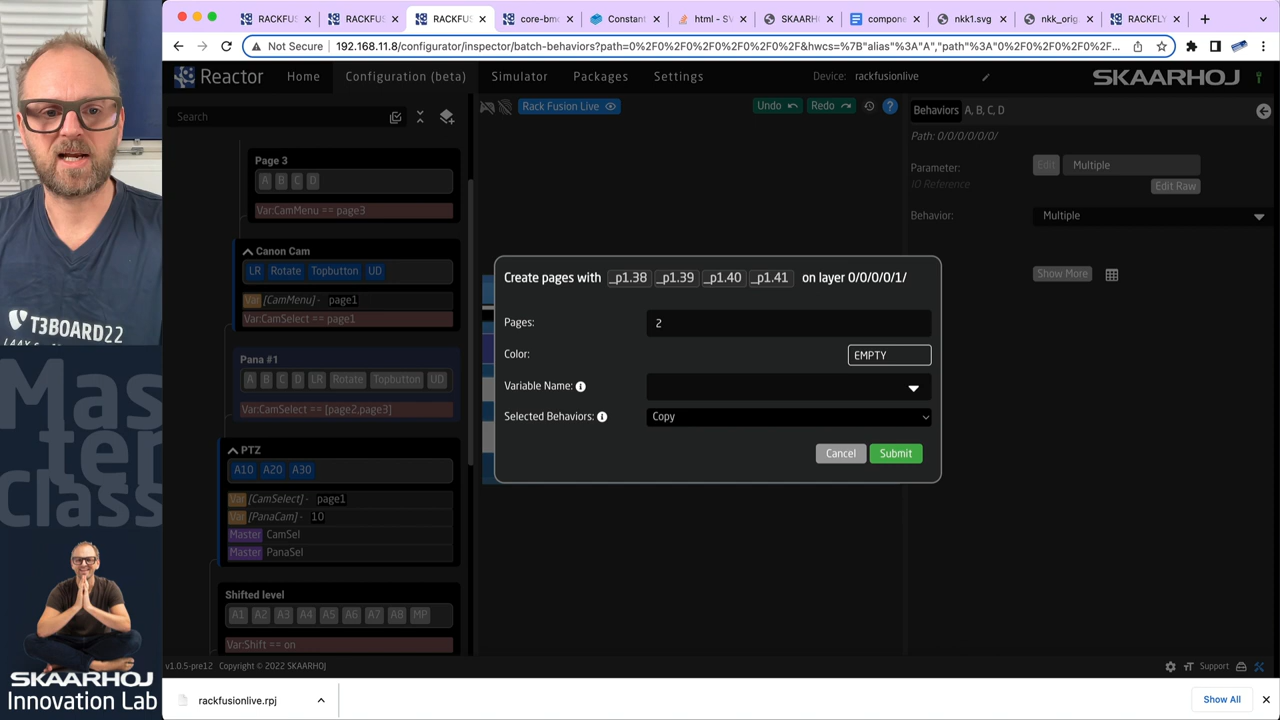 RACKFUS
RACKFUS
RACKFUS
core-bmd
Constant
html - SV
SKAARH
compone
nkk1.svg
nkk_orig
RACKFLY
Not Secure
192.168.11.8/configurator/inspector/batch-behaviors?path=0%2F0%2F0%2F0%2F0%2F0%2F&hwcs=%7B"alias"%3A"A","path"%3A"0%2F0%2F0%2F0%2F0%2F...
Reactor
Home
Configuration (beta)
Simulator
Packages
Settings
Device: rackfusionlive
SKAARHOJ
Search
Rack Fusion Live
Undo
Redo
Behaviors A, B, C, D
Path: 0/0/0/0/0/0/
Parameter:
IO Reference
Edit
Multiple
Edit Raw
Behavior:
Multiple
Show More
Page 3
A B C D
Var:CamMenu == page3
Canon Cam
LR Rotate Topbutton UD
Var [CamMenu] - page1
Var:CamSelect == page1
Pana #1
A B C D LR Rotate Topbutton UD
Var:CamSelect == [page2,page3]
PTZ
A10 A20 A30
Var [CamSelect] - page1
Var [PanaCam] - 10
Master CamSel
Master PanaSel
Shifted level
A1 A2 A3 A4 A5 A6 A7 A8 MP
Var:Shift == on
Create pages with _p1.38 _p1.39 _p1.40 _p1.41 on layer 0/0/0/0/1/
Pages: 2
Color: EMPTY
Variable Name:
Selected Behaviors: Copy
Cancel
Submit
v1.0.5-pre12 Copyright © 2022 SKAARHOJ
Support
rackfusionlive.rpj
Show All
T3BOARD22
Mas
ter
Class
SKAARHOJ
Innovation Lab